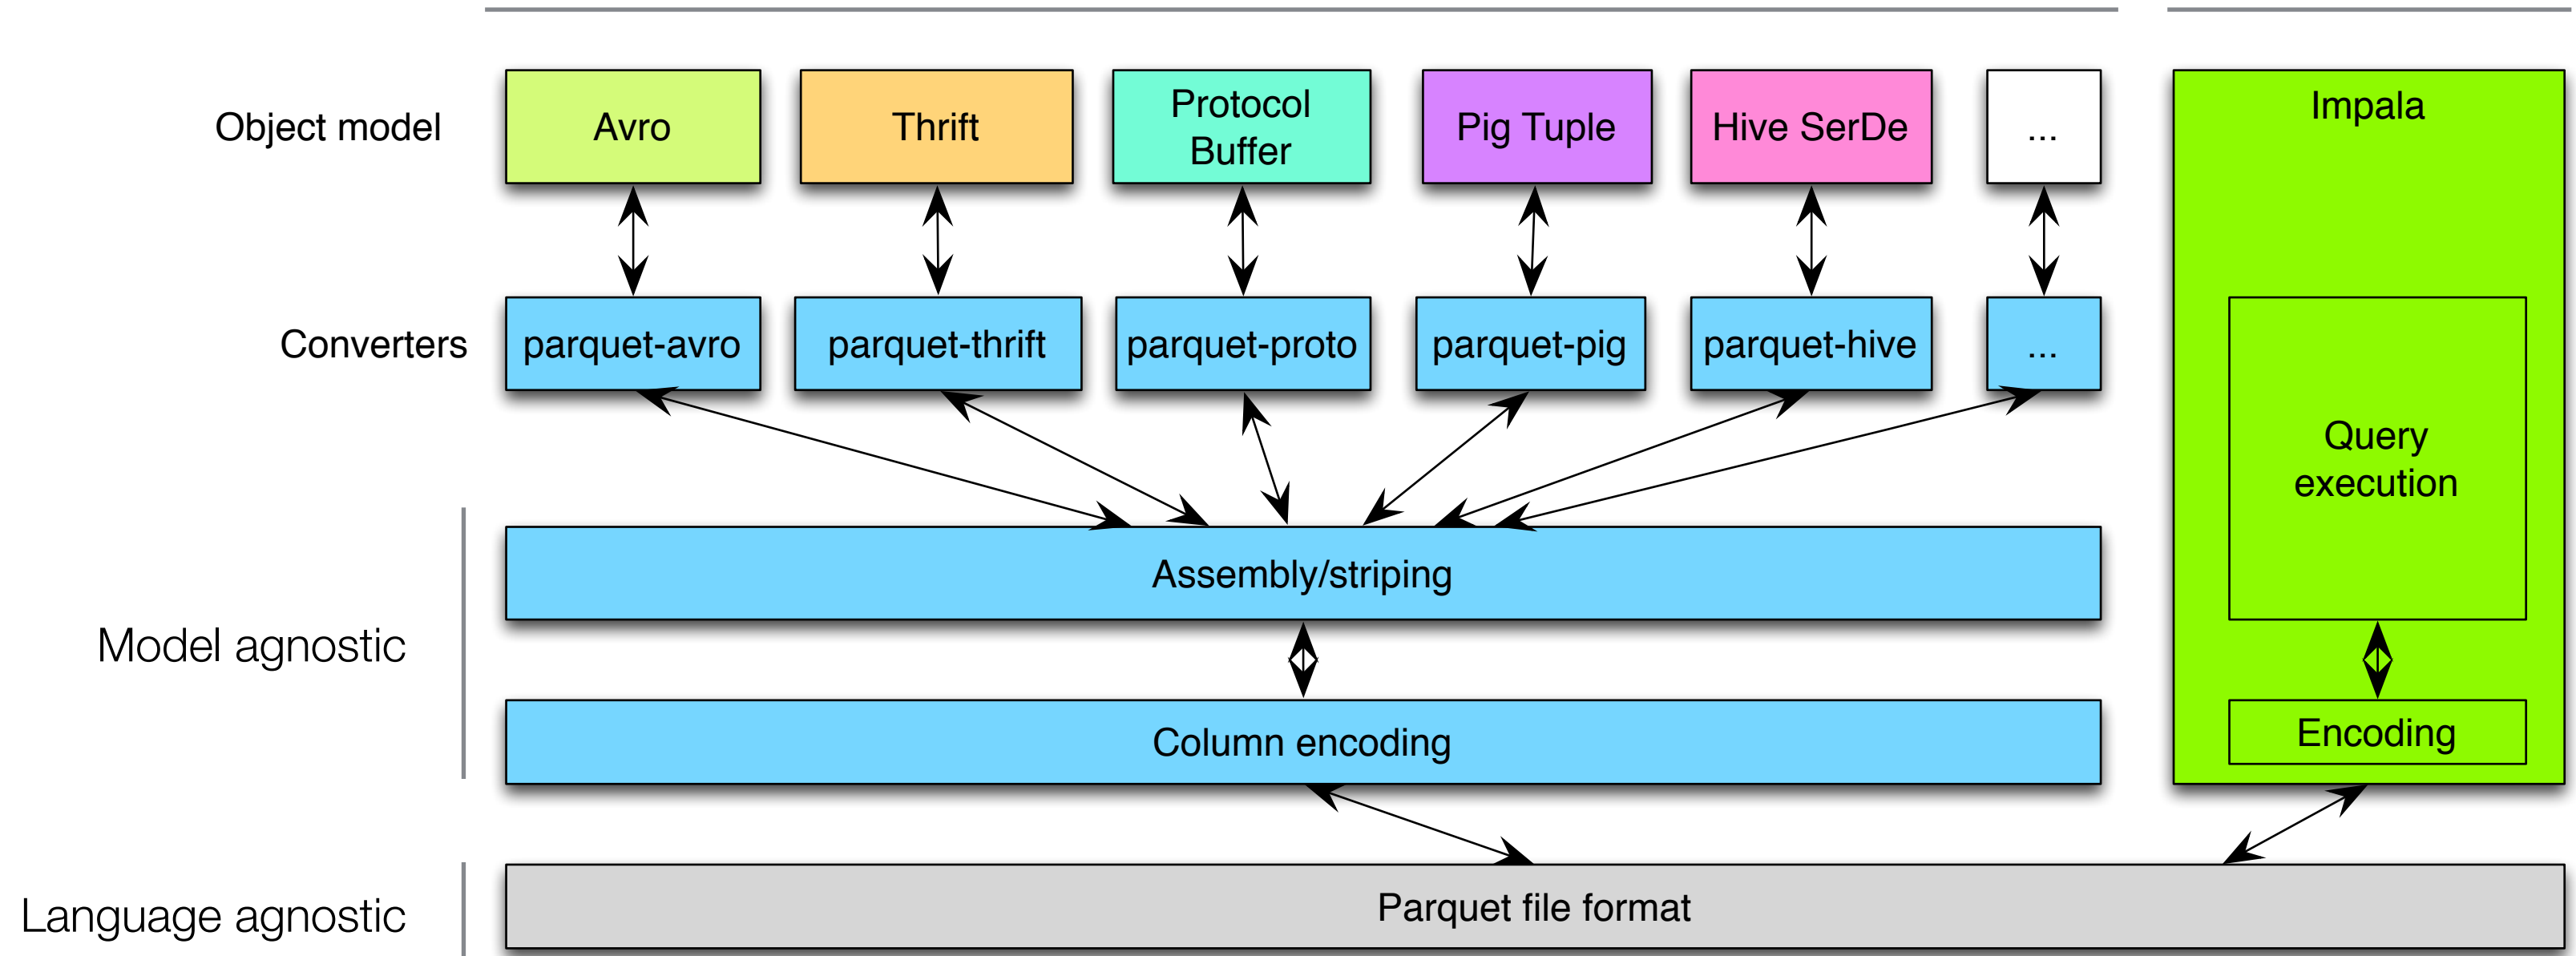 Object model
Avro
Thrift
Protocol
Buffer
Pig Tuple
Hive SerDe
...
Impala
Converters
parquet-avro
parquet-thrift
parquet-proto
parquet-pig
parquet-hive
...
Query
execution
Assembly/striping
Model agnostic
Column encoding
Encoding
Language agnostic
Parquet file format